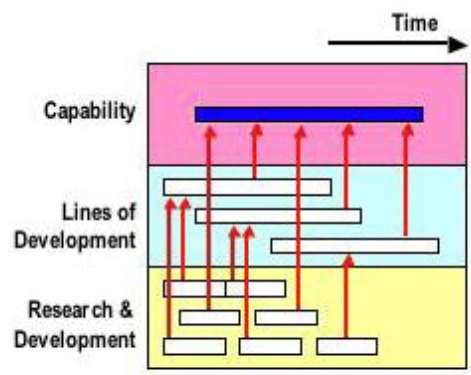 Time
Capability
Lines of
Development
Research &
Development